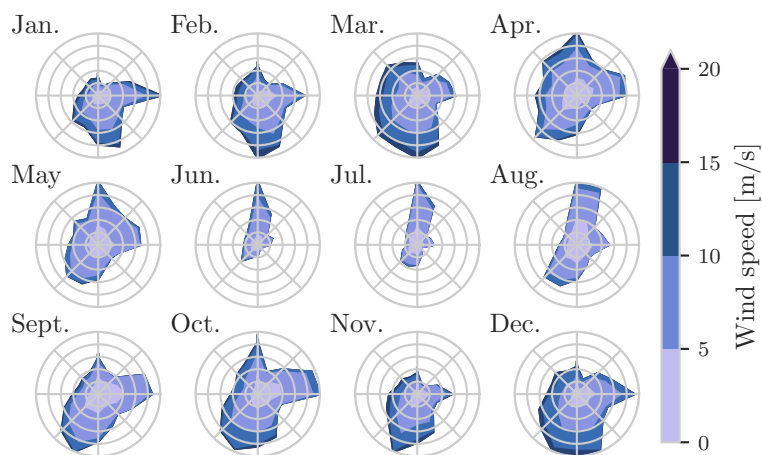 Jan.
Feb.
Mar.
Apr.
May
Jun.
Jul.
Aug.
Sept.
Oct.
Nov.
Dec.
20
15
10
5
0
Wind speed [m/s]